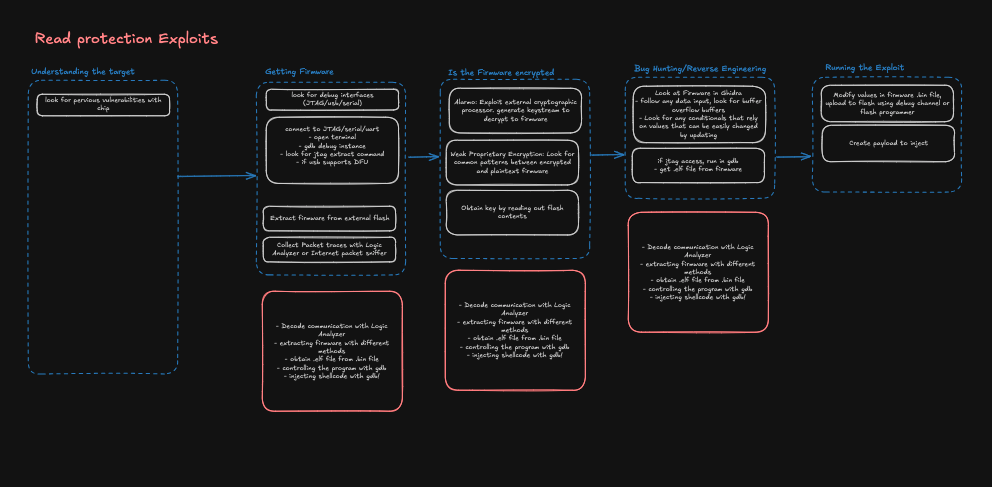 Read protection Exploits
Understanding the target
look for pervious vulnerabilities with
chip
Getting Firmware
look for debug interfaces
(JTAG/usb/serial)
connect to JTAG/serial/uart
- open terminal
- gdb debug instance
- look for jtag extract command
- if usb supports DFU
Extract firmware from external flash
Collect Packet traces with Logic
Analyzer or Internet packet sniffer
- Decode communication with Logic
Analyzer
- extracting firmware with different
methods
- obtain .elf file from .bin file
- controlling the program with gdb
- injecting shellcode with gdb/
Is the Firmware encrypted
Alarmo: Exploit external cryptographic
processor. generate keystream to
decrypt to firmware
Weak Proprietary Encryption: Look for
common patterns between encrypted
and plaintext firmware
Obtain key by reading out flash
contents
- Decode communication with Logic
Analyzer
- extracting firmware with different
methods
- obtain .elf file from .bin file
- controlling the program with gdb
- injecting shellcode with gdb/
Bug Hunting/Reverse Engineering
Look at Firmware in Ghidra
- follow any data input, look for buffer
overflow buffers
- Look for any conditionals that rely
on values that can be easily changed
by updating
if jtag access, run in gdb
- get .elf file from firmware
- Decode communication with Logic
Analyzer
- extracting firmware with different
methods
- obtain .elf file from .bin file
- controlling the program with gdb
- injecting shellcode with gdb/
Running the Exploit
Modify values in firmware .bin file,
upload to flash using debug channel or
flash programmer
Create payload to inject